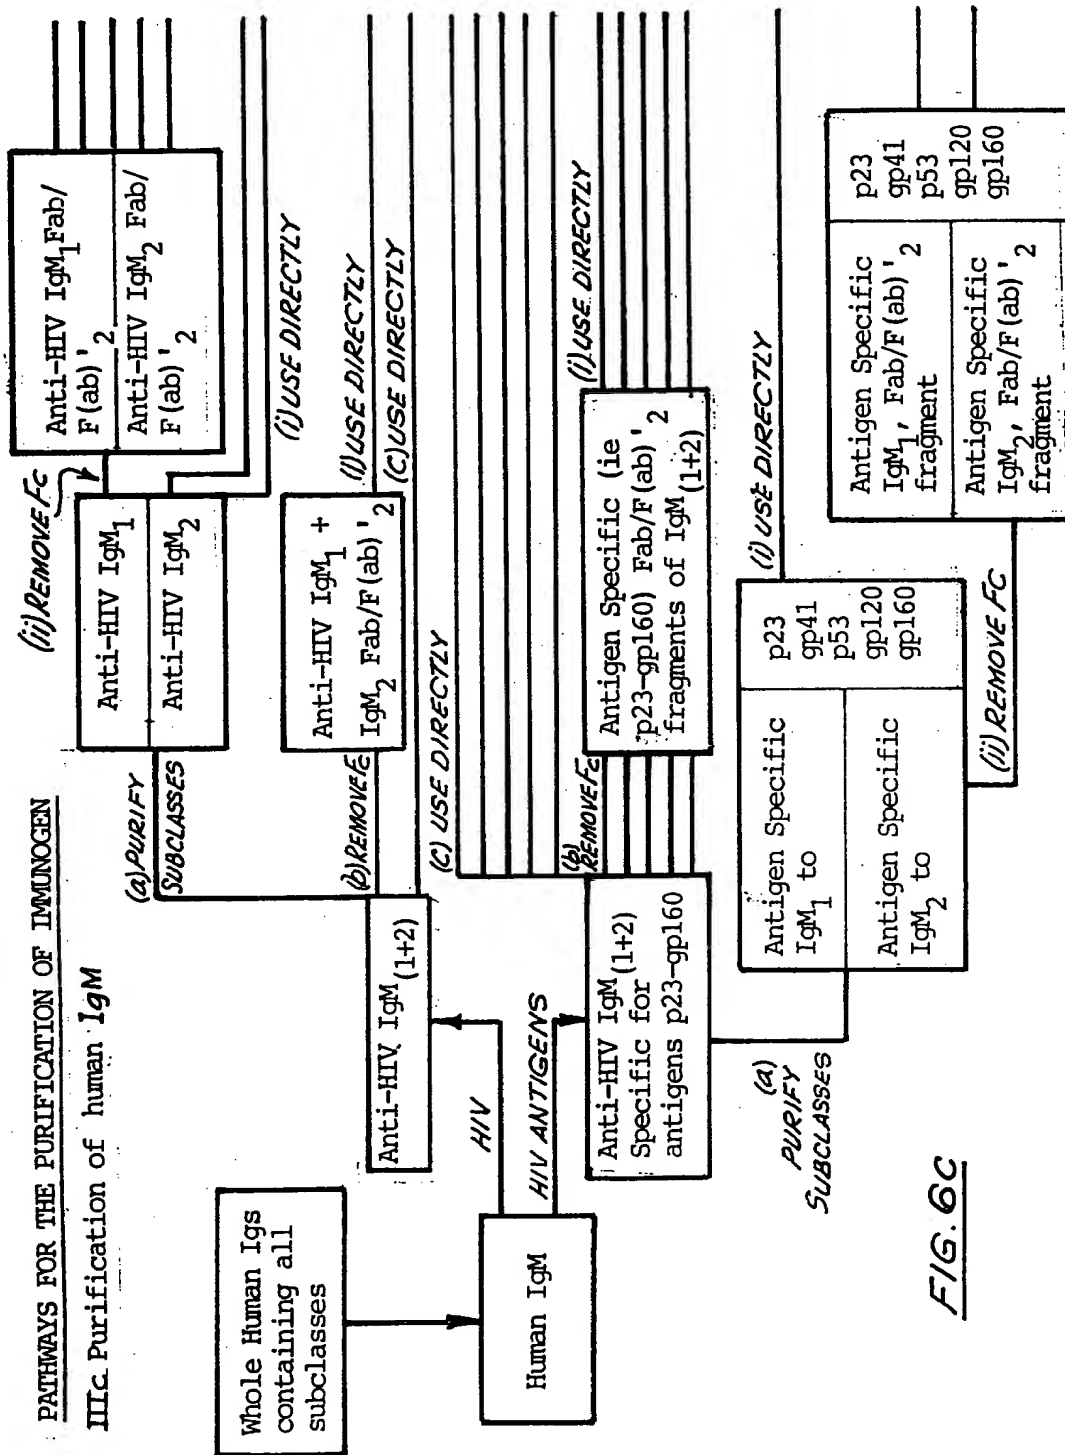 PATHWAYS FOR THE PURIFICATION OF IMMUNOGEN
IIIc Purification of human IgM
Whole Human Igs
containing all
subclasses
Human IgM
HIV
HIV ANTIGENS
Anti-HIV IgM(1+2)
Anti-HIV IgM(1+2)
Specific for
antigens p23-gp160
(a) PURIFY
SUBCLASSES
(b) REMOVE Fc
(C) USE DIRECTLY
(C) USE DIRECTLY
(b)
REMOVE Fc
(a)
PURIFY
SUBCLASSES
Anti-HIV IgM1
Anti-HIV IgM2
Anti-HIV IgM1 +
IgM2 Fab/F(ab)'2
Antigen Specific (ie
p23-gp160) Fab/F(ab)'2
fragments of IgM(1+2)
Antigen Specific
IgM1 to
Antigen Specific
IgM2 to
p23
gp41
p53
gp120
gp160
(ii) REMOVE Fc
(i) USE DIRECTLY
(i) USE DIRECTLY
(i) USE DIRECTLY
(i) USE DIRECTLY
(ii) REMOVE Fc
Anti-HIV IgM1 Fab/
F(ab)'2
Anti-HIV IgM2 Fab/
F(ab)'2
Antigen Specific
IgM1, Fab/F(ab)'2
fragment
Antigen Specific
IgM2, Fab/F(ab)'2
fragment
p23
gp41
p53
gp120
gp160
FIG. 6C